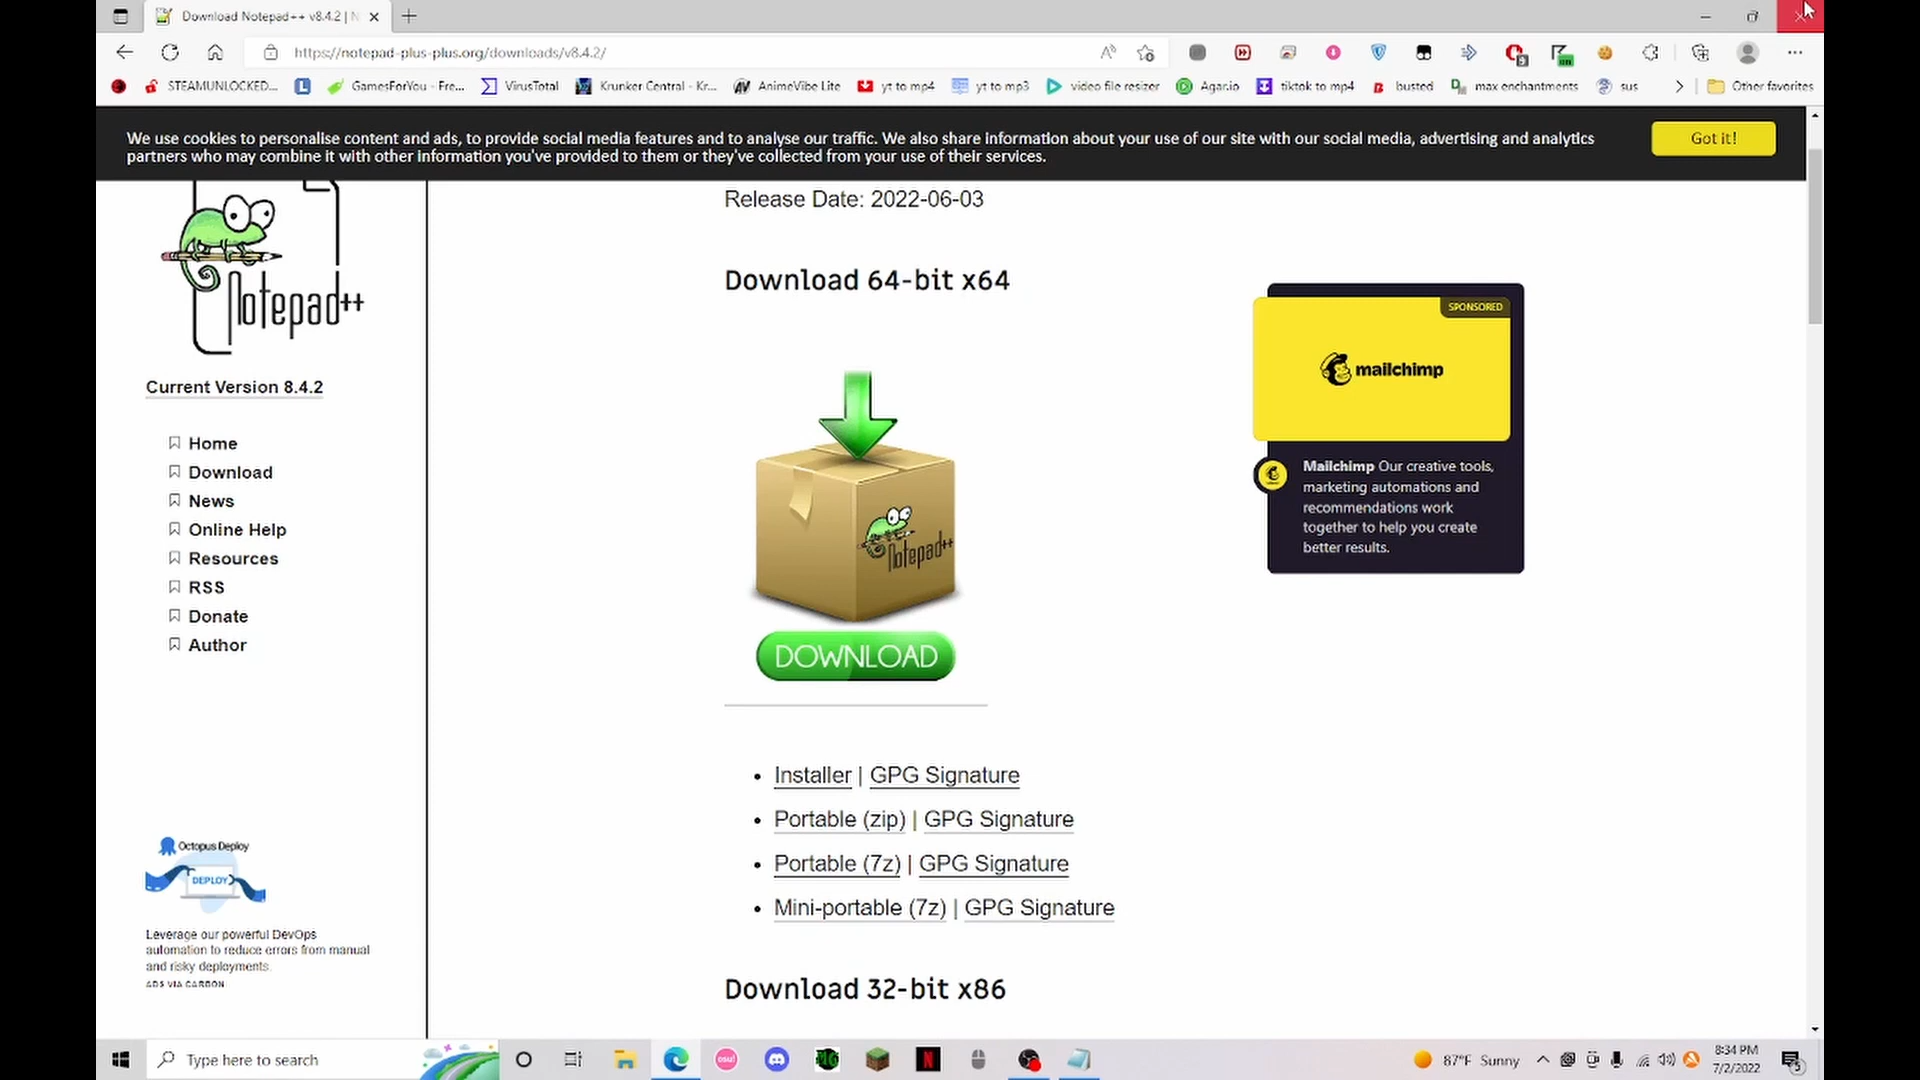 Download Notepad++ v8.4.2 | N
https://notepad-plus-plus.org/downloads/v8.4.2/
STEAMUNLOCKED... GamesForYou - Fre... VirusTotal Krunker Central - Kr... AnimeVibe Lite yt to mp4 yt to mp3 video file resizer Agar.io tiktok to mp4 busted max enchantments sus Other favorites
We use cookies to personalise content and ads, to provide social media features and to analyse our traffic. We also share information about your use of our site with our social media, advertising and analytics
partners who may combine it with other information you've provided to them or they've collected from your use of their services.
Got it!
Notepad++
Current Version 8.4.2
Home
Download
News
Online Help
Resources
RSS
Donate
Author
Octopus Deploy
DEPLOY
Leverage our powerful DevOps
automation to reduce errors from manual
and risky deployments.
ADS VIA CARBON
Release Date: 2022-06-03
Download 64-bit x64
Notepad++
DOWNLOAD
Installer | GPG Signature
Portable (zip) | GPG Signature
Portable (7z) | GPG Signature
Mini-portable (7z) | GPG Signature
Download 32-bit x86
SPONSORED
mailchimp
Mailchimp Our creative tools,
marketing automations and
recommendations work
together to help you create
better results.
Type here to search
osu!
87°F Sunny
8:34 PM
7/2/2022